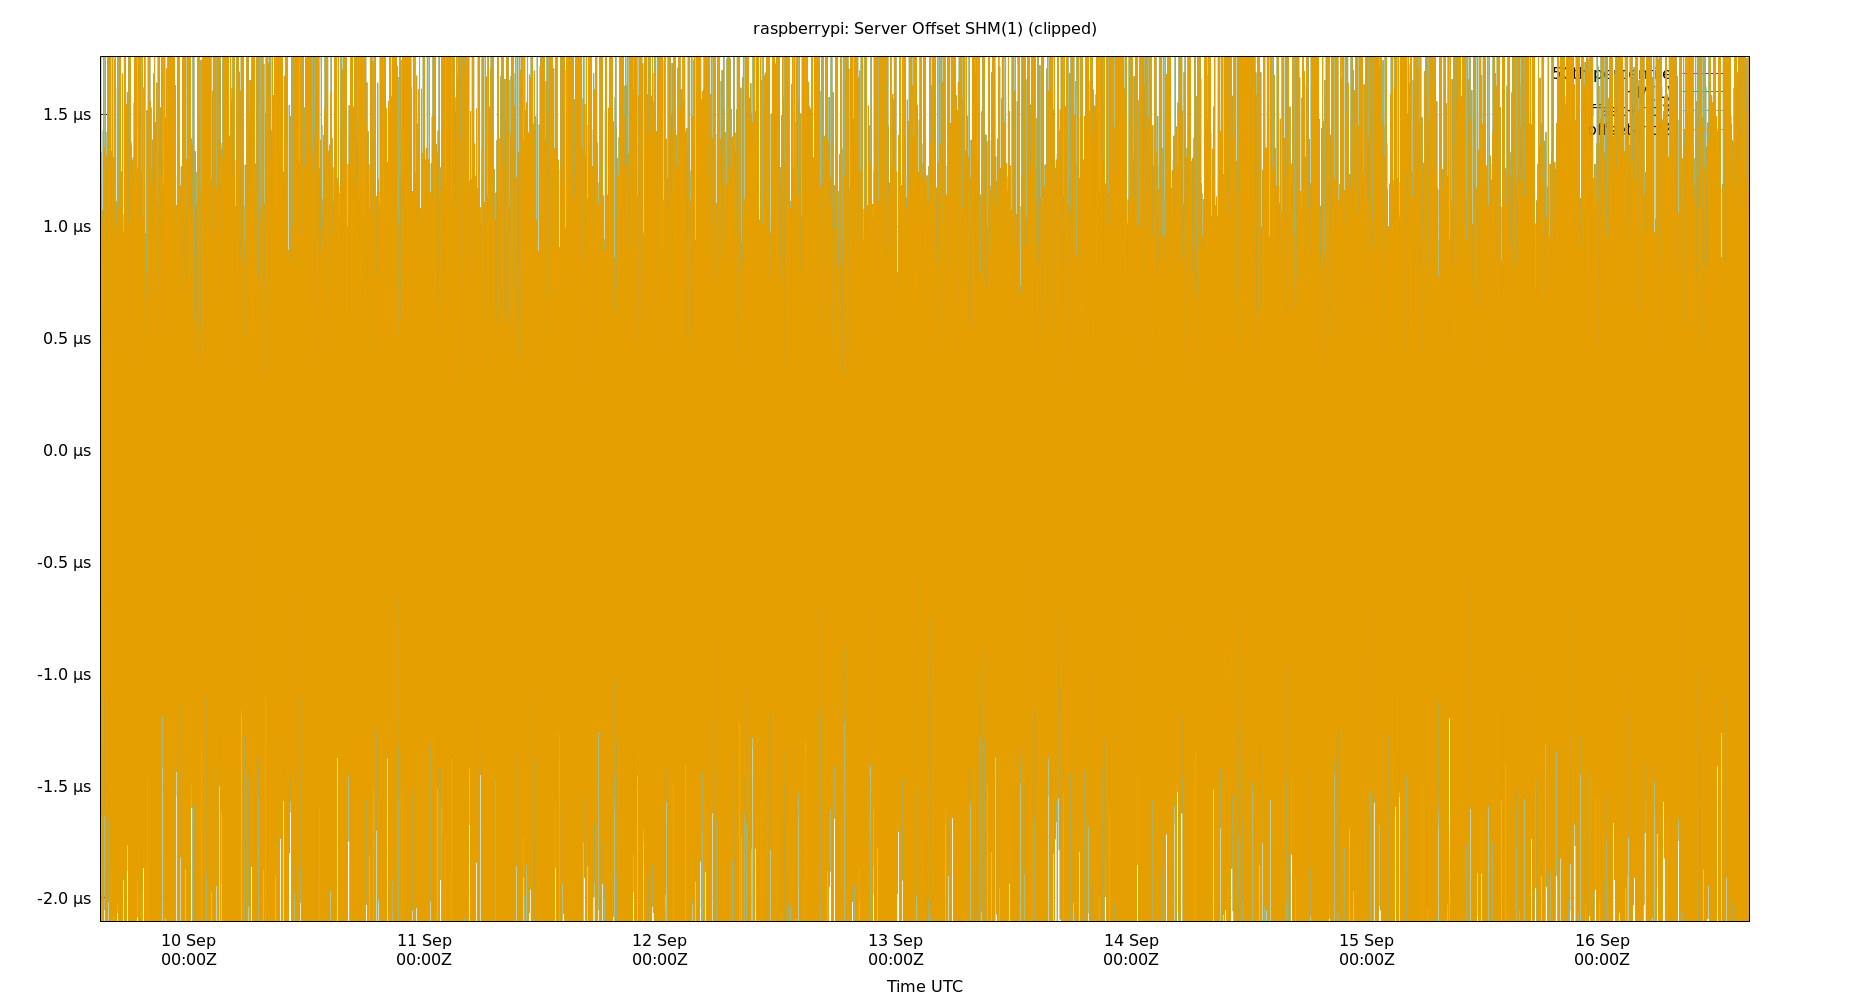 raspberrypi: Server Offset SHM(1) (clipped)
1.5 µs
1.0 µs
0.5 µs
0.0 µs
-0.5 µs
-1.0 µs
-1.5 µs
-2.0 µs
10 Sep 11 Sep 12 Sep 13 Sep 14 Sep 15 Sep 16 Sep
00:00Z 00:00Z 00:00Z 00:00Z 00:00Z 00:00Z 00:00Z
Time UTC